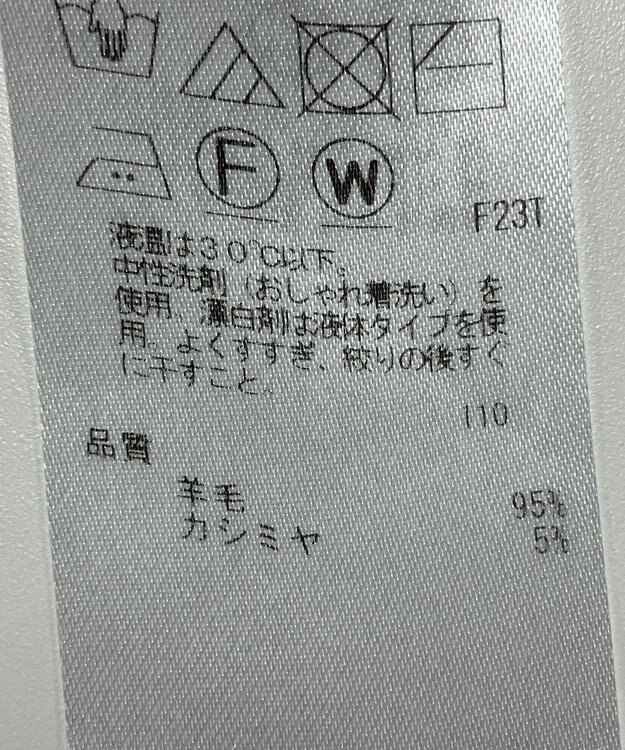 F
W
F23T
液温は30℃以下。
中性洗剤（おしゃれ着洗い）を
使用。漂白剤は液体タイプを使
用。よくすすぎ、絞りの後すぐ
に干すこと。
110
品質
羊毛 95%
カシミヤ 5%